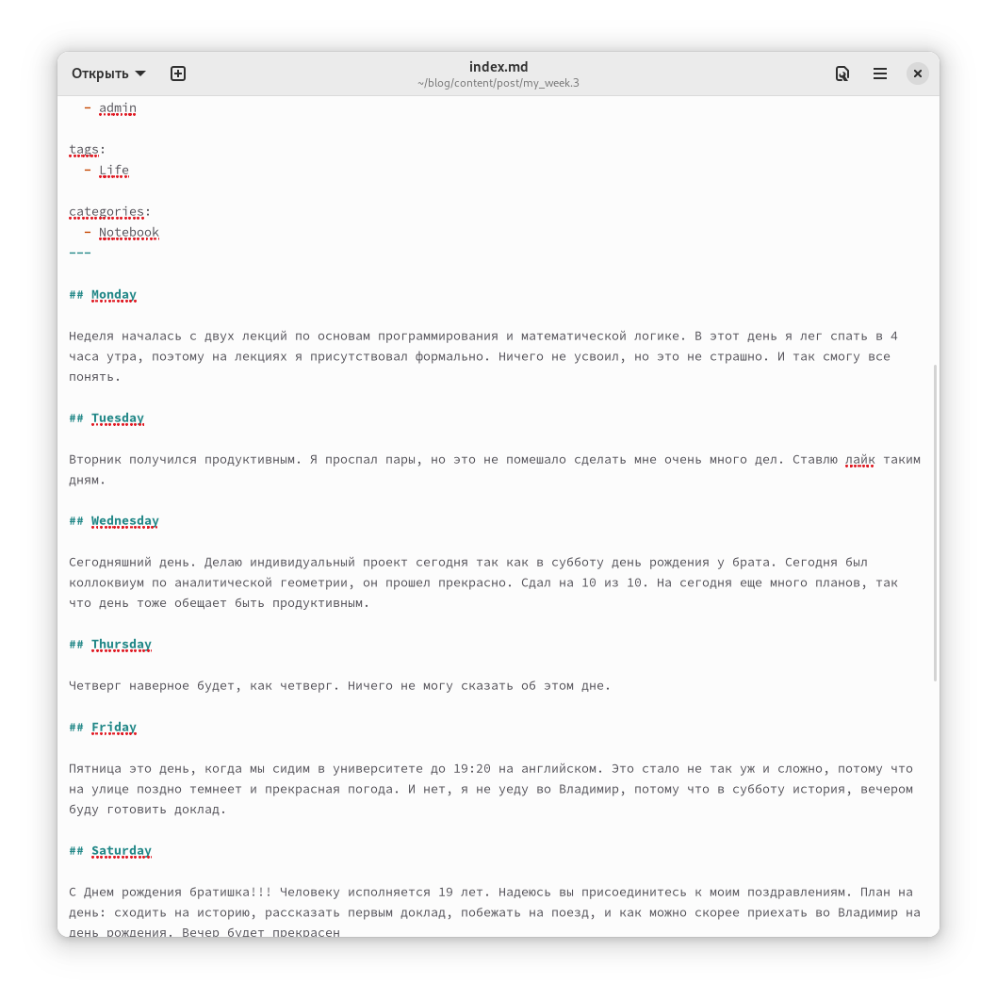 Открыть
index.md
~/blog/content/post/my_week.3
- admin
tags:
- Life
categories:
- Notebook
---
## Monday
Неделя началась с двух лекций по основам программирования и математической логике. В этот день я лег спать в 4
часа утра, поэтому на лекциях я присутствовал формально. Ничего не усвоил, но это не страшно. И так смогу все
понять.
## Tuesday
Вторник получился продуктивным. Я проспал пары, но это не помешало сделать мне очень много дел. Ставлю лайк таким
дням.
## Wednesday
Сегодняшний день. Делаю индивидуальный проект сегодня так как в субботу день рождения у брата. Сегодня был
коллоквиум по аналитической геометрии, он прошел прекрасно. Сдал на 10 из 10. На сегодня еще много планов, так
что день тоже обещает быть продуктивным.
## Thursday
Четверг наверное будет, как четверг. Ничего не могу сказать об этом дне.
## Friday
Пятница это день, когда мы сидим в университете до 19:20 на английском. Это стало не так уж и сложно, потому что
на улице поздно темнеет и прекрасная погода. И нет, я не уеду во Владимир, потому что в субботу история, вечером
буду готовить доклад.
## Saturday
С Днем рождения братишка!!! Человеку исполняется 19 лет. Надеюсь вы присоединитесь к моим поздравлениям. План на
день: сходить на историю, рассказать первым доклад, побежать на поезд, и как можно скорее приехать во Владимир на
день рождения. Вечер будет прекрасен